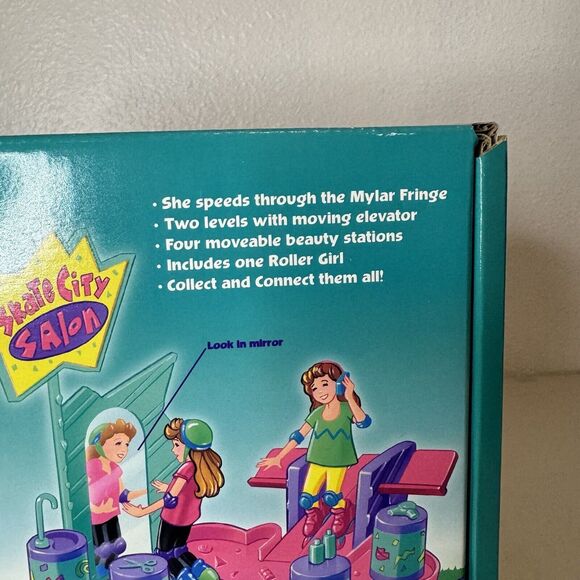 • She speeds through the Mylar Fringe
• Two levels with moving elevator
• Four moveable beauty stations
• Includes one Roller Girl
• Collect and Connect them all!
Skate City
Salon
Look in mirror